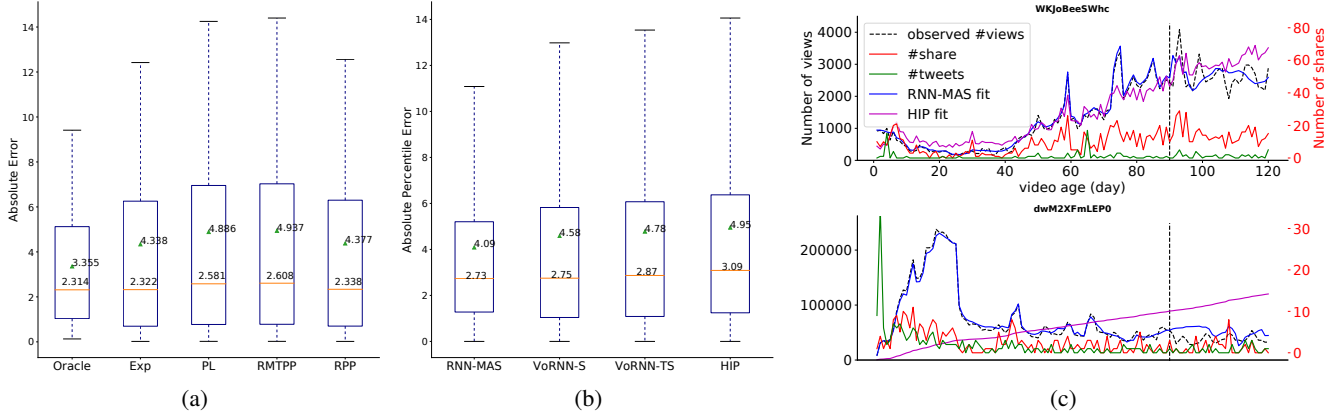 14
12
10
8
6
4
2
0
Absolute Error
3.355
2.314
4.338
2.322
4.886
2.581
4.937
2.608
4.377
2.338
Oracle Exp PL RMTPP RPP
(a)
14
12
10
8
6
4
2
0
Absolute Percentile Error
4.09
2.73
4.58
2.75
4.78
2.87
4.95
3.09
RNN-MAS VoRNN-S VoRNN-TS HIP
(b)
WKJoBeeSWhc
4000
3000
2000
1000
0
Number of views
observed #views
#share
#tweets
RNN-MAS fit
HIP fit
80
60
40
20
0
Number of shares
0 20 40 60 80 100 120
video age (day)
dwM2XFmLEP0
200000
100000
0
30
20
10
0
(c)